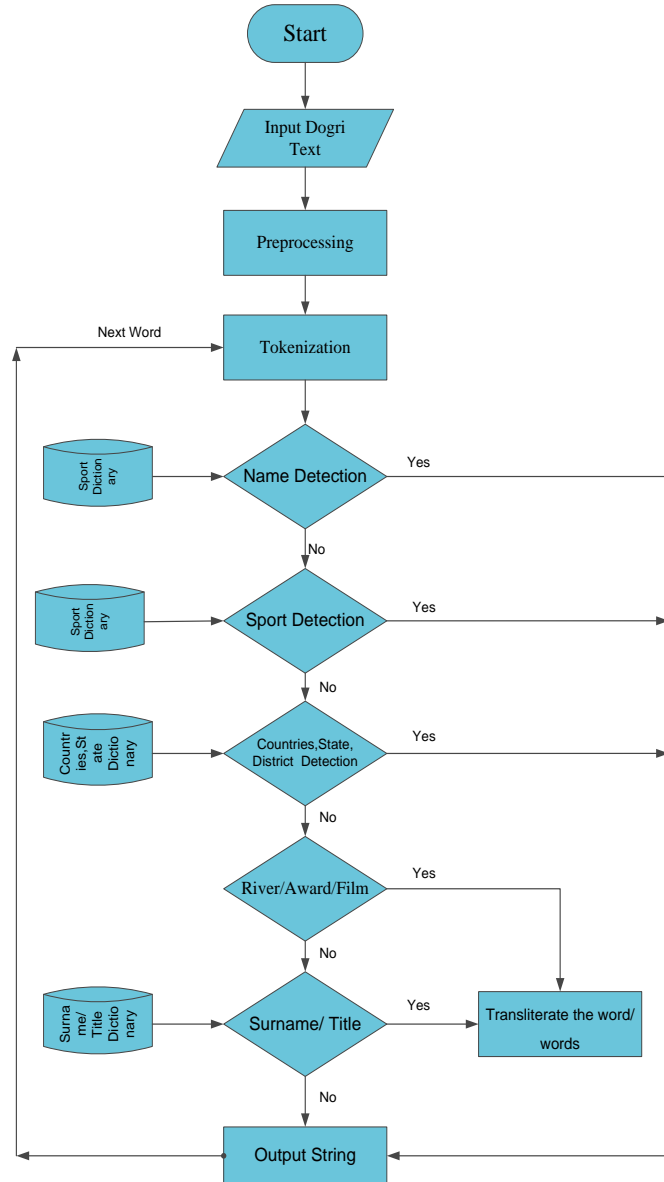 Start
Input Dogri
Text
Preprocessing
Next Word
Tokenization
Sport
Diction
ary
Name Detection
Yes
No
Sport
Diction
ary
Sport Detection
Yes
No
Countr
ies,St
ate
Dictio
nary
Countries,State,
District Detection
Yes
No
River/Award/Film
Yes
No
Surna
me/
Title
Dictio
nary
Surname/ Title
Yes
Transliterate the word/
words
No
Output String